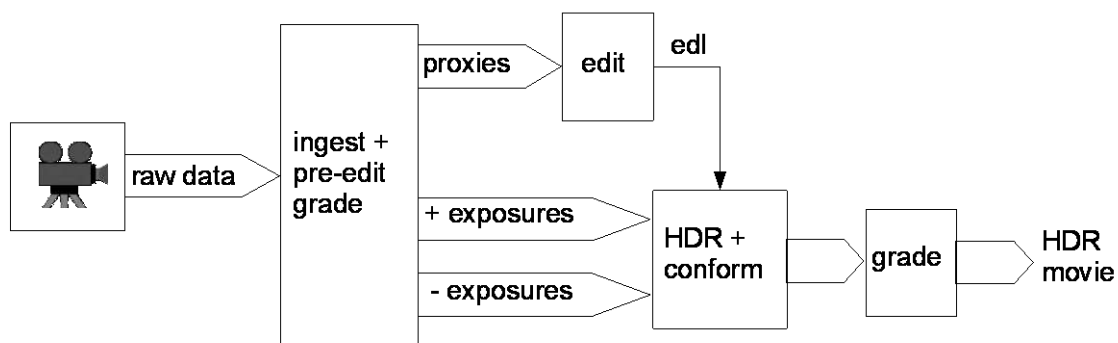 raw data
ingest +
pre-edit
grade
proxies
edit
edl
+ exposures
- exposures
HDR +
conform
grade
HDR
movie